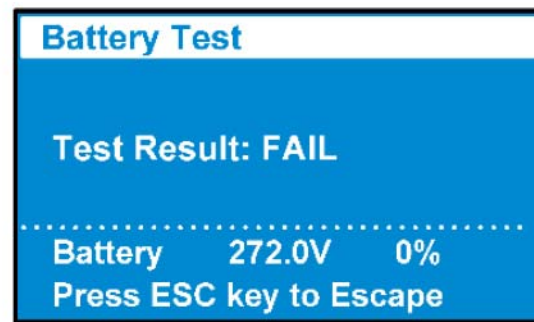 Battery Test
Test Result: FAIL
Battery 272.0V 0%
Press ESC key to Escape